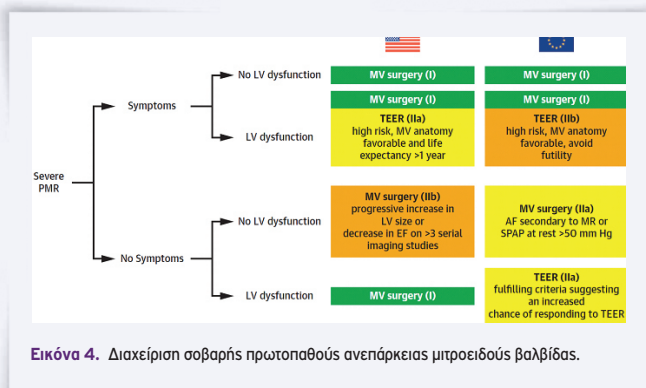 No LV dysfunction
MV surgery (I)
MV surgery (I)
Symptoms
MV surgery (I)
MV surgery (I)
LV dysfunction
TEER (IIa)
high risk, MV anatomy
favorable and life
expectancy >1 year
TEER (IIb)
high risk, MV anatomy
favorable, avoid
futility
Severe
PMR
No LV dysfunction
MV surgery (IIb)
progressive increase in
LV size or
decrease in EF on >3 serial
imaging studies
MV surgery (IIa)
AF secondary to MR or
SPAP at rest >50 mm Hg
No Symptoms
LV dysfunction
MV surgery (I)
TEER (IIa)
fulfilling criteria suggesting
an increased
chance of responding to TEER
Εικόνα 4. Διαχείριση σοβαρής πρωτοπαθούς ανεπάρκειας μιτροειδούς βαλβίδας.